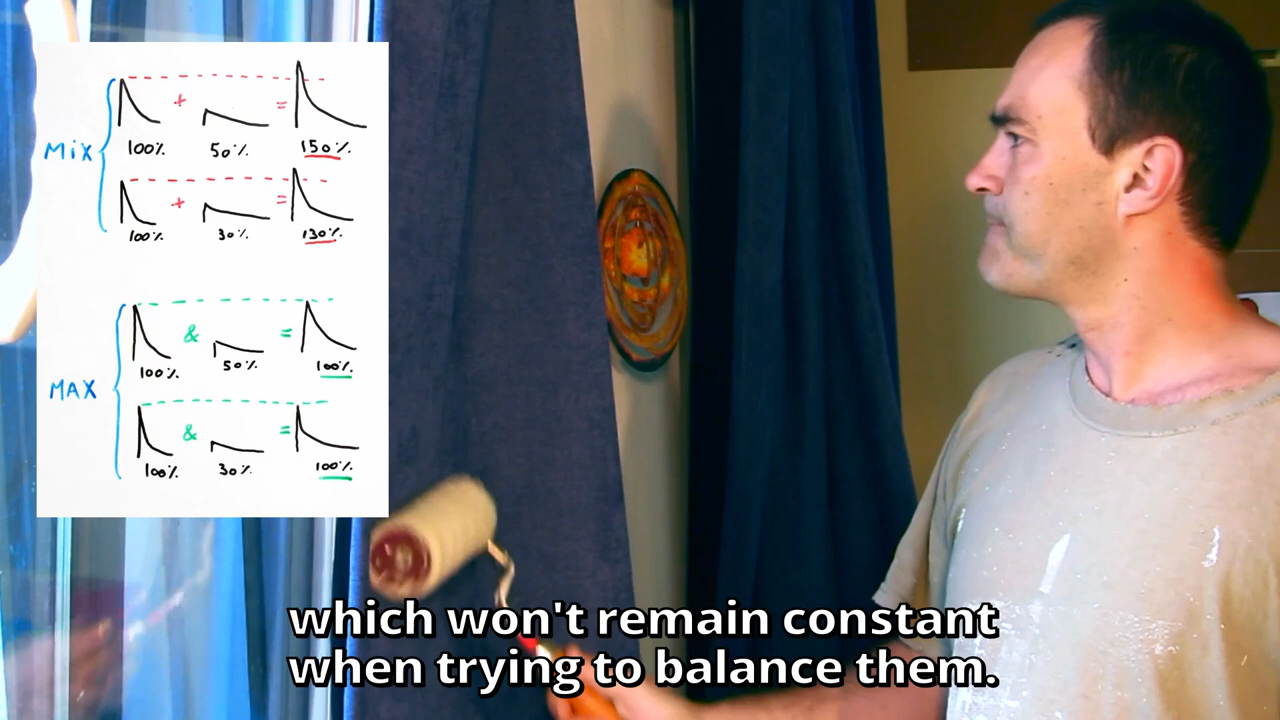 + =
100% 50% 150%
MiX
+ =
100% 30% 130%
& =
100% 50% 100%
MAX
& =
100% 30% 100%
which won't remain constant
when trying to balance them.